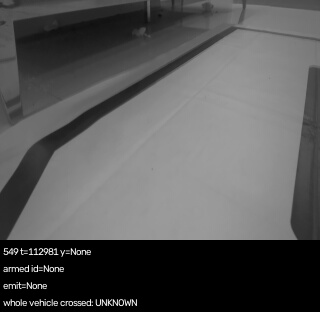 549 t=112981 y=None
armed id=None
emit=None
whole vehicle crossed: UNKNOWN